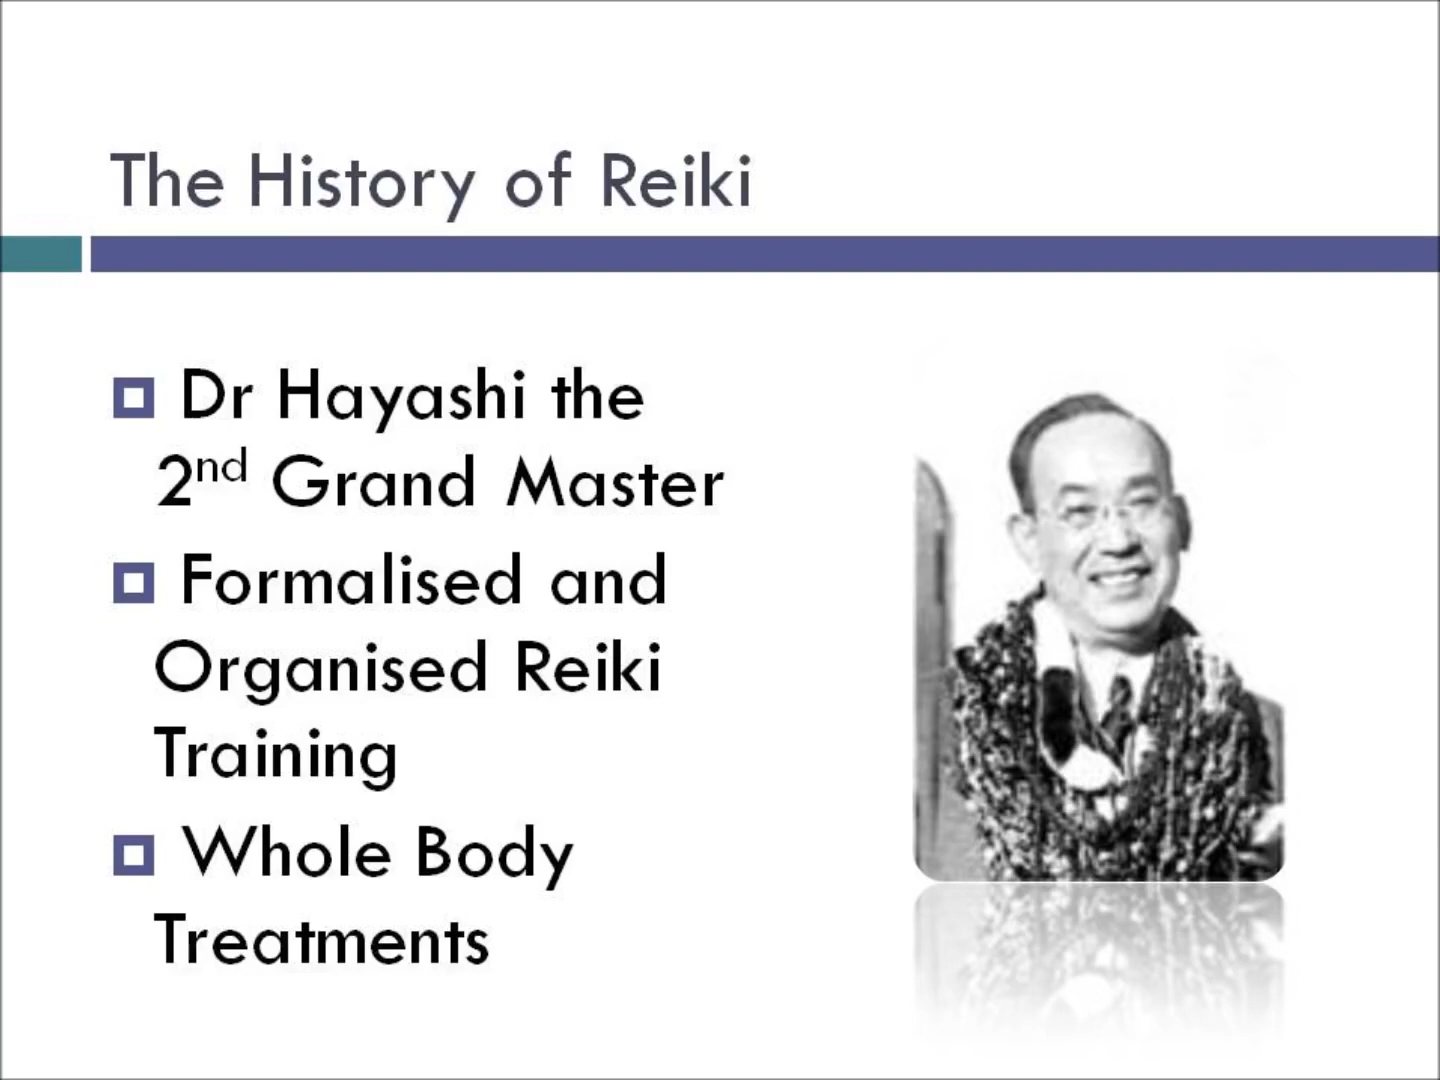 The History of Reiki
Dr Hayashi the
2nd Grand Master
Formalised and
Organised Reiki
Training
Whole Body
Treatments